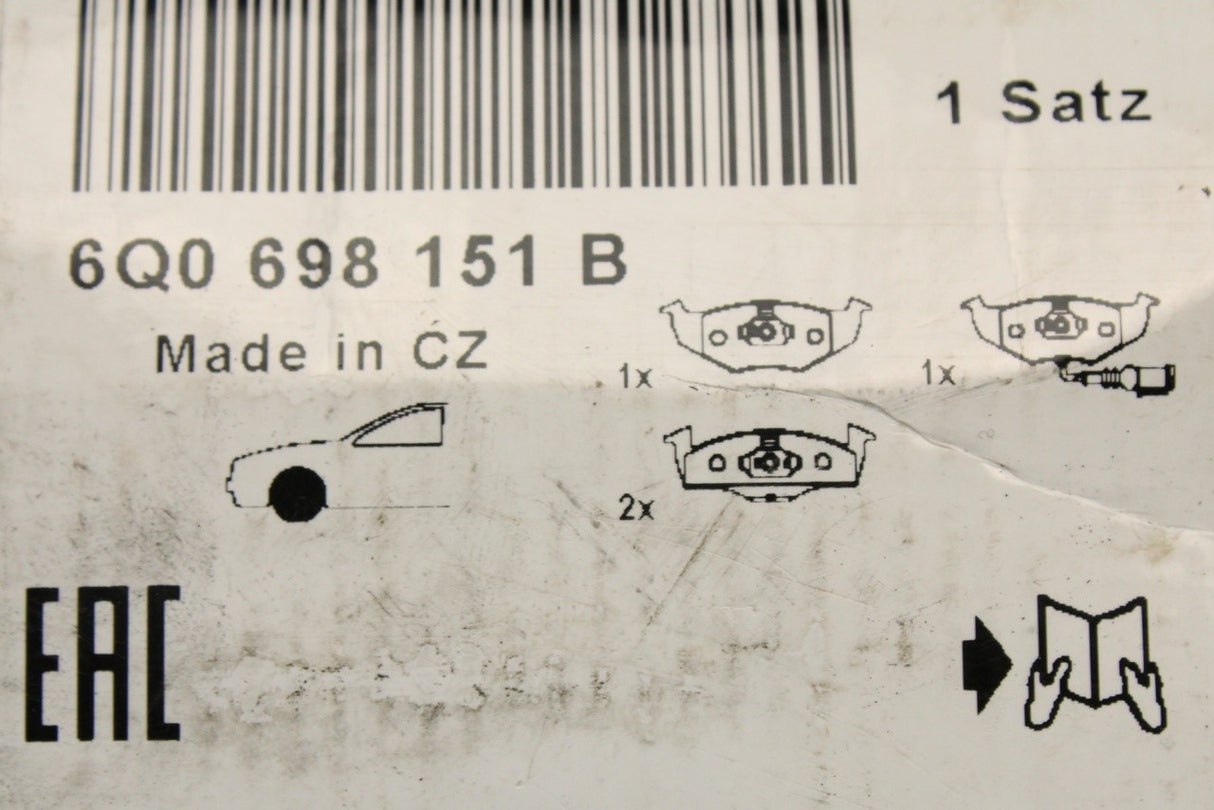 1 Satz
6Q0 698 151 B
Made in CZ
1x
1x
2x
EAC